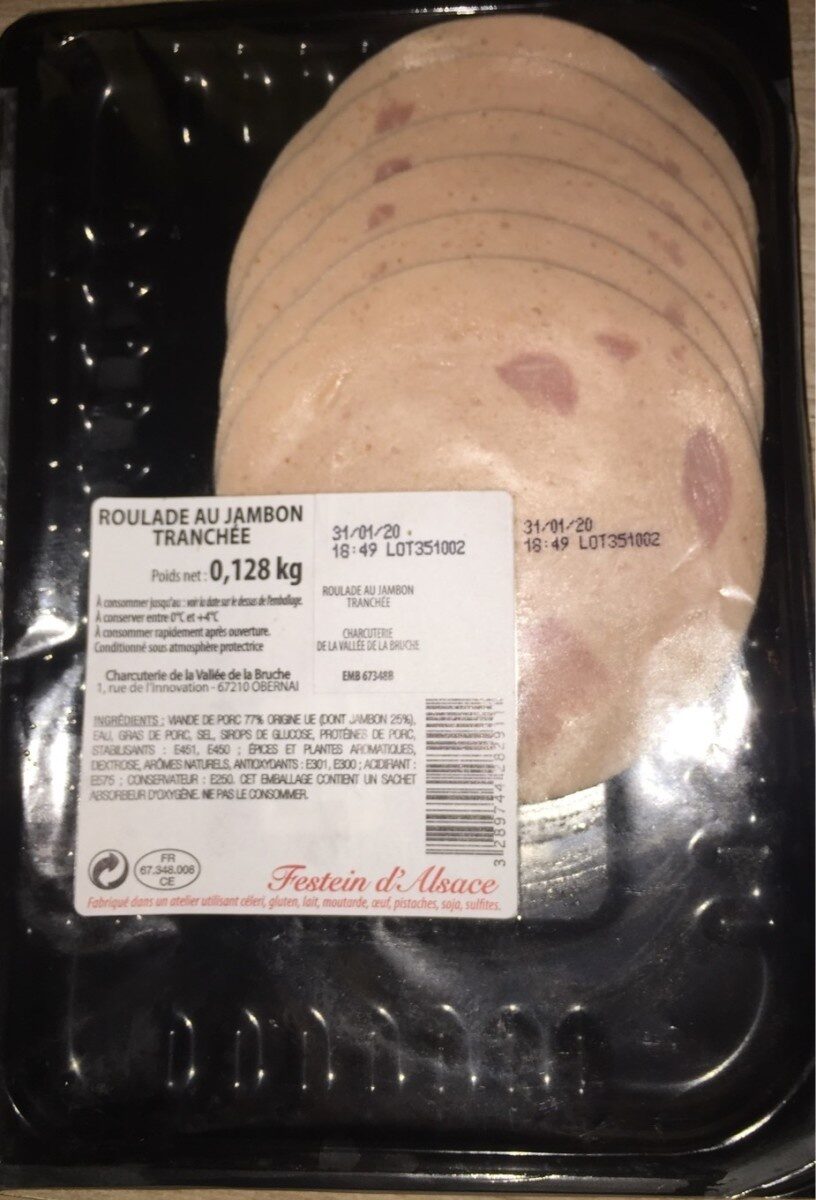 ROULADE AU JAMBON
TRANCHÉE
Poids net : 0,128 kg
À consommer jusqu'au : voir la date sur le dessus de l'emballage.
À conserver entre 0°C et +4°C
À consommer rapidement après ouverture.
Conditionné sous atmosphère protectrice
Charcuterie de la Vallée de la Bruche
1, rue de l'Innovation - 67210 OBERNAI
31/01/20
18:49 LOT351002
ROULADE AU JAMBON
TRANCHÉE
CHARCUTERIE
DE LA VALLÉE DE LA BRUCHE
EMB 67348B
31/01/20
18:49 LOT351002
INGRÉDIENTS : VIANDE DE PORC 77% ORIGINE UE (DONT JAMBON 25%),
EAU, GRAS DE PORC, SEL, SIROPS DE GLUCOSE, PROTÉINES DE PORC,
STABILISANTS : E451, E450 ; ÉPICES ET PLANTES AROMATIQUES,
DEXTROSE, ARÔMES NATURELS, ANTIOXYDANTS : E301, E300 ; ACIDIFIANT :
E575 ; CONSERVATEUR : E250. CET EMBALLAGE CONTIENT UN SACHET
ABSORBEUR D'OXYGÈNE. NE PAS LE CONSOMMER.
FR
67.348.006
CE
Festein d'Alsace
Fabriqué dans un atelier utilisant céleri, gluten, lait, moutarde, œuf, pistaches, soja, sulfites.